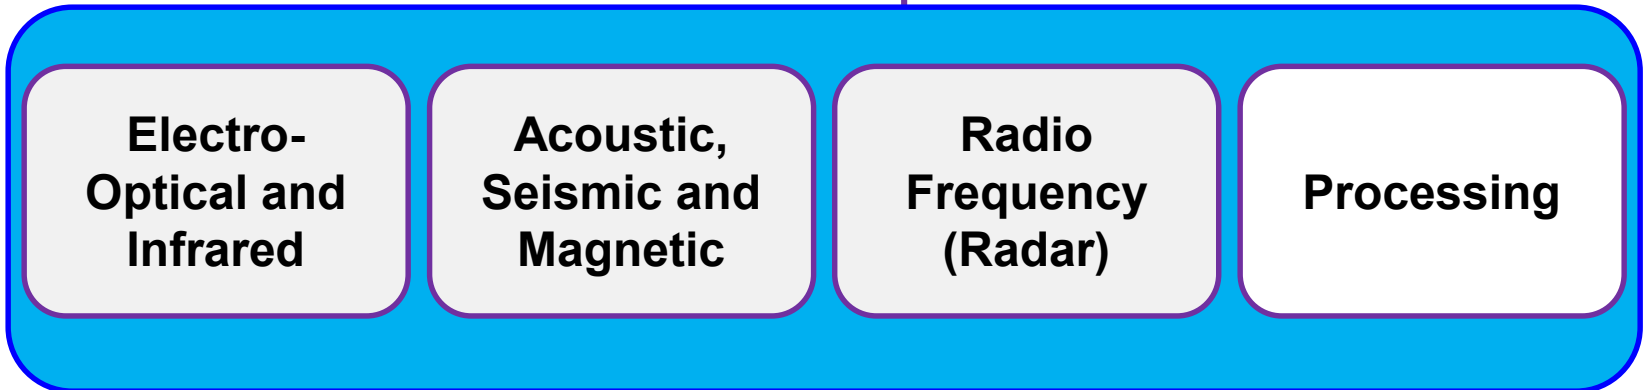 Electro-
Optical and
Infrared
Acoustic,
Seismic and
Magnetic
Radio
Frequency
(Radar)
Processing